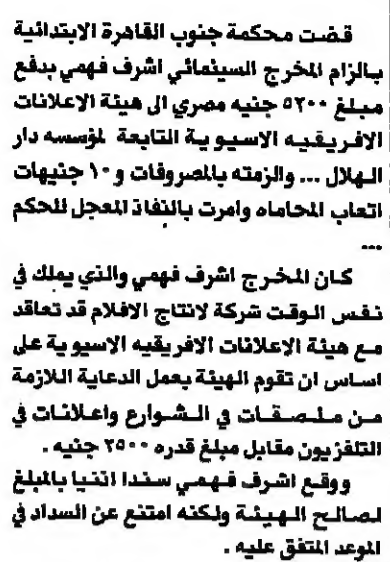 قضت محكمة جنوب القاهرة الابتدائية
بالزام المخرج السينمائي اشرف فهمي بدفع
مبلغ ٥٢٠٠ جنيه مصري الى هيئة الاعلانات
الافريقيه الاسيوية التابعة لمؤسسه دار
الهلال ... والزمته بالمصروفات و ١٠ جنيهات
اتعاب المحاماه وامرت بالنفاذ المعجل للحكم
...
كان المخرج اشرف فهمي والذي يملك في
نفس الوقت شركة لانتاج الافلام قد تعاقد
مع هيئة الاعلانات الافريقيه الاسيوية على
اساس ان تقوم الهيئة بعمل الدعاية اللازمة
من ملصقات في الشوارع واعلانات في
التلفزيون مقابل مبلغ قدره ٢٥٠٠ جنيه .
ووقع اشرف فهمي سندا اذنيا بالمبلغ
لصالح الهيئة ولكنه امتنع عن السداد في
الموعد المتفق عليه .